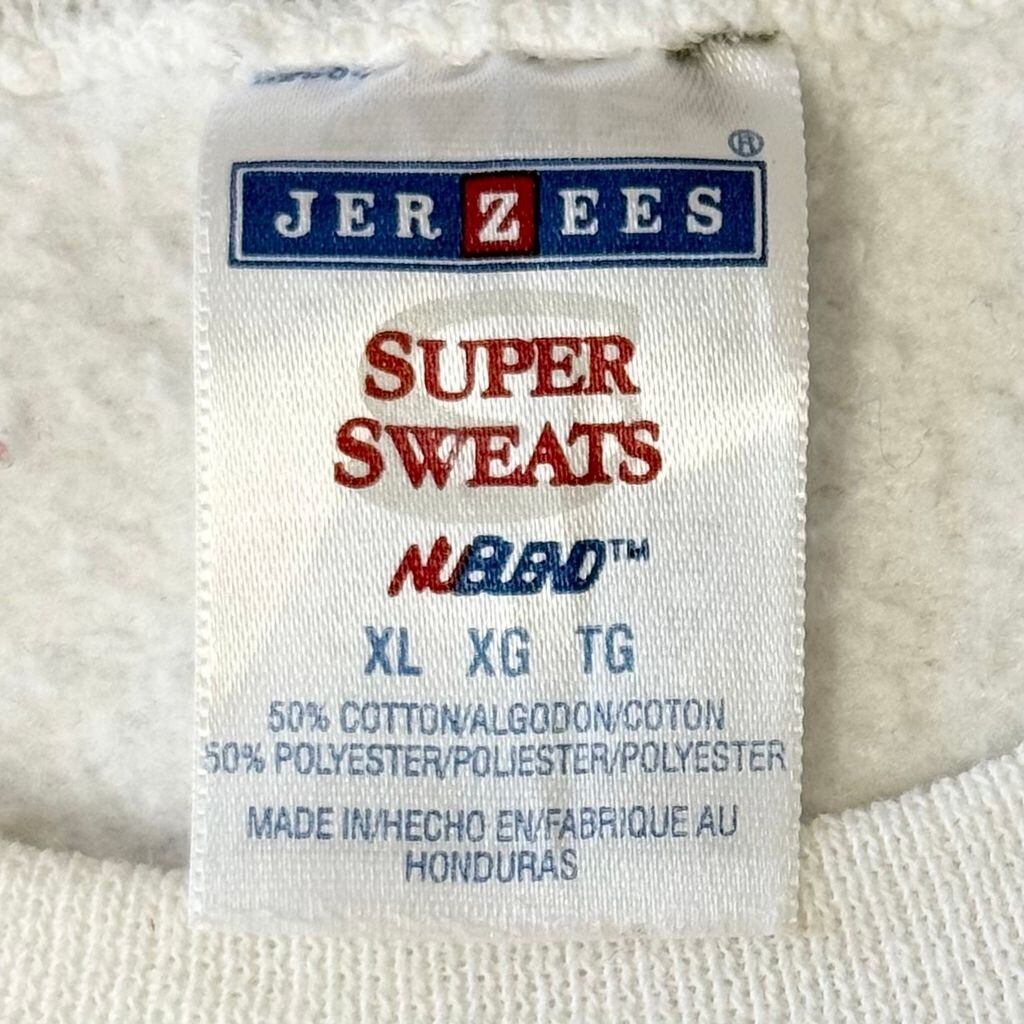 ®
JERZEES
SUPER
SWEATS
NUBLEND™
XL XG TG
50% COTTON/ALGODON/COTON
50% POLYESTER/POLIESTER/POLYESTER
MADE IN/HECHO EN/FABRIQUE AU
HONDURAS